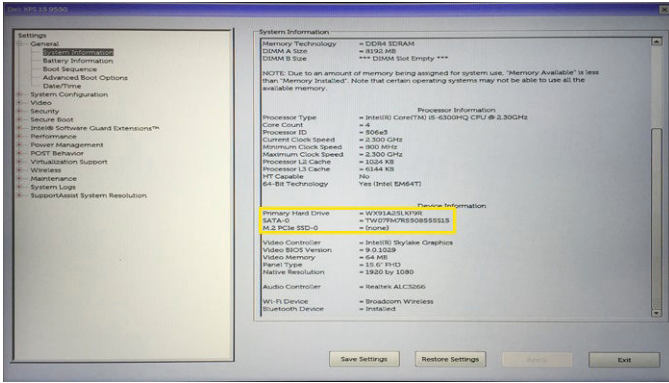 Dell XPS 15 9550
Settings
General
System Information
Battery Information
Boot Sequence
Advanced Boot Options
Date/Time
System Configuration
Video
Security
Secure Boot
Intel® Software Guard Extensions™
Performance
Power Management
POST Behavior
Virtualization Support
Wireless
Maintenance
System Logs
SupportAssist System Resolution
System Information
Memory Technology = DDR4 SDRAM
DIMM A Size = 8192 MB
DIMM B Size *** DIMM Slot Empty ***
NOTE: Due to an amount of memory being assigned for system use, "Memory Available" is less
than "Memory Installed". Note that certain operating systems may not be able to use all the
available memory.
Processor Information
Processor Type = Intel(R) Core(TM) i5-6300HQ CPU @ 2.30GHz
Core Count = 4
Processor ID = 506e3
Current Clock Speed = 2.300 GHz
Minimum Clock Speed = 800 MHz
Maximum Clock Speed = 2.300 GHz
Processor L2 Cache = 1024 KB
Processor L3 Cache = 6144 KB
HT Capable No
64-Bit Technology Yes (Intel EM64T)
Device Information
Primary Hard Drive = WX91A25LKF9R
SATA-0 = TW07FM7R5508555S15
M.2 PCIe SSD-0 = (none)
Video Controller = Intel(R) Skylake Graphics
Video BIOS Version = 9.0.1029
Video Memory = 64 MB
Panel Type = 15.6" FHD
Native Resolution = 1920 by 1080
Audio Controller = Realtek ALC3266
Wi-Fi Device = Broadcom Wireless
Bluetooth Device = Installed
Save Settings Restore Settings Apply Exit